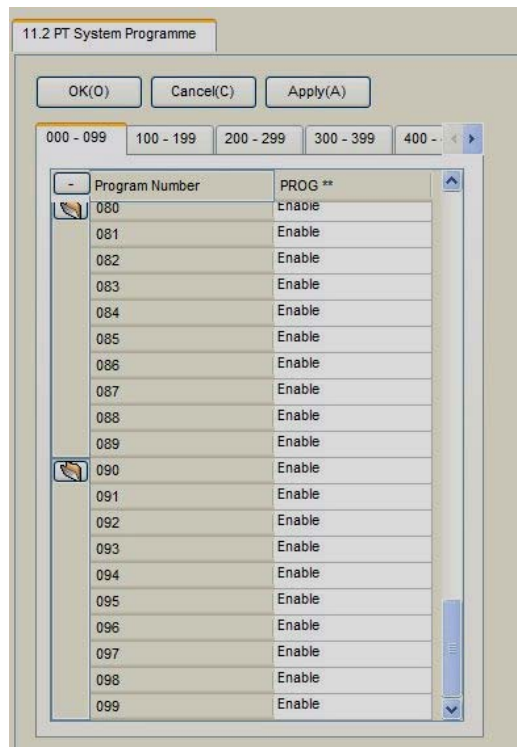 11.2 PT System Programme
OK(O) Cancel(C) Apply(A)
000 - 099 100 - 199 200 - 299 300 - 399 400 -
- Program Number PROG **
080 Enable
081 Enable
082 Enable
083 Enable
084 Enable
085 Enable
086 Enable
087 Enable
088 Enable
089 Enable
090 Enable
091 Enable
092 Enable
093 Enable
094 Enable
095 Enable
096 Enable
097 Enable
098 Enable
099 Enable